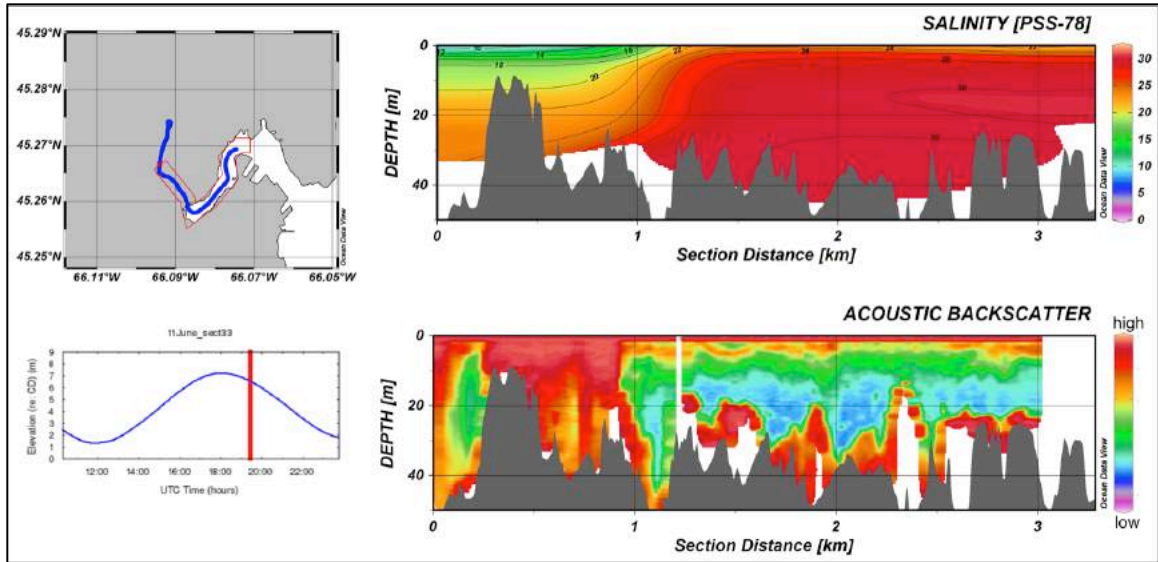 SALINITY [PSS-78]
45.29°N
45.28°N
45.27°N
45.26°N
45.25°N
66.11°W 66.09°W 66.07°W 66.05°W
Ocean Data View
DEPTH [m]
0
20
40
14
18
20
22
0 1 2 3
Section Distance [km]
Ocean Data View
30
25
20
15
10
5
0
11June_sect33
Elevation (re. CD) (m)
9
8
7
6
5
4
3
2
1
0
12:00 14:00 16:00 18:00 20:00 22:00
UTC Time (hours)
ACOUSTIC BACKSCATTER
DEPTH [m]
0
20
40
0 1 2 3
Section Distance [km]
Ocean Data View
high
low